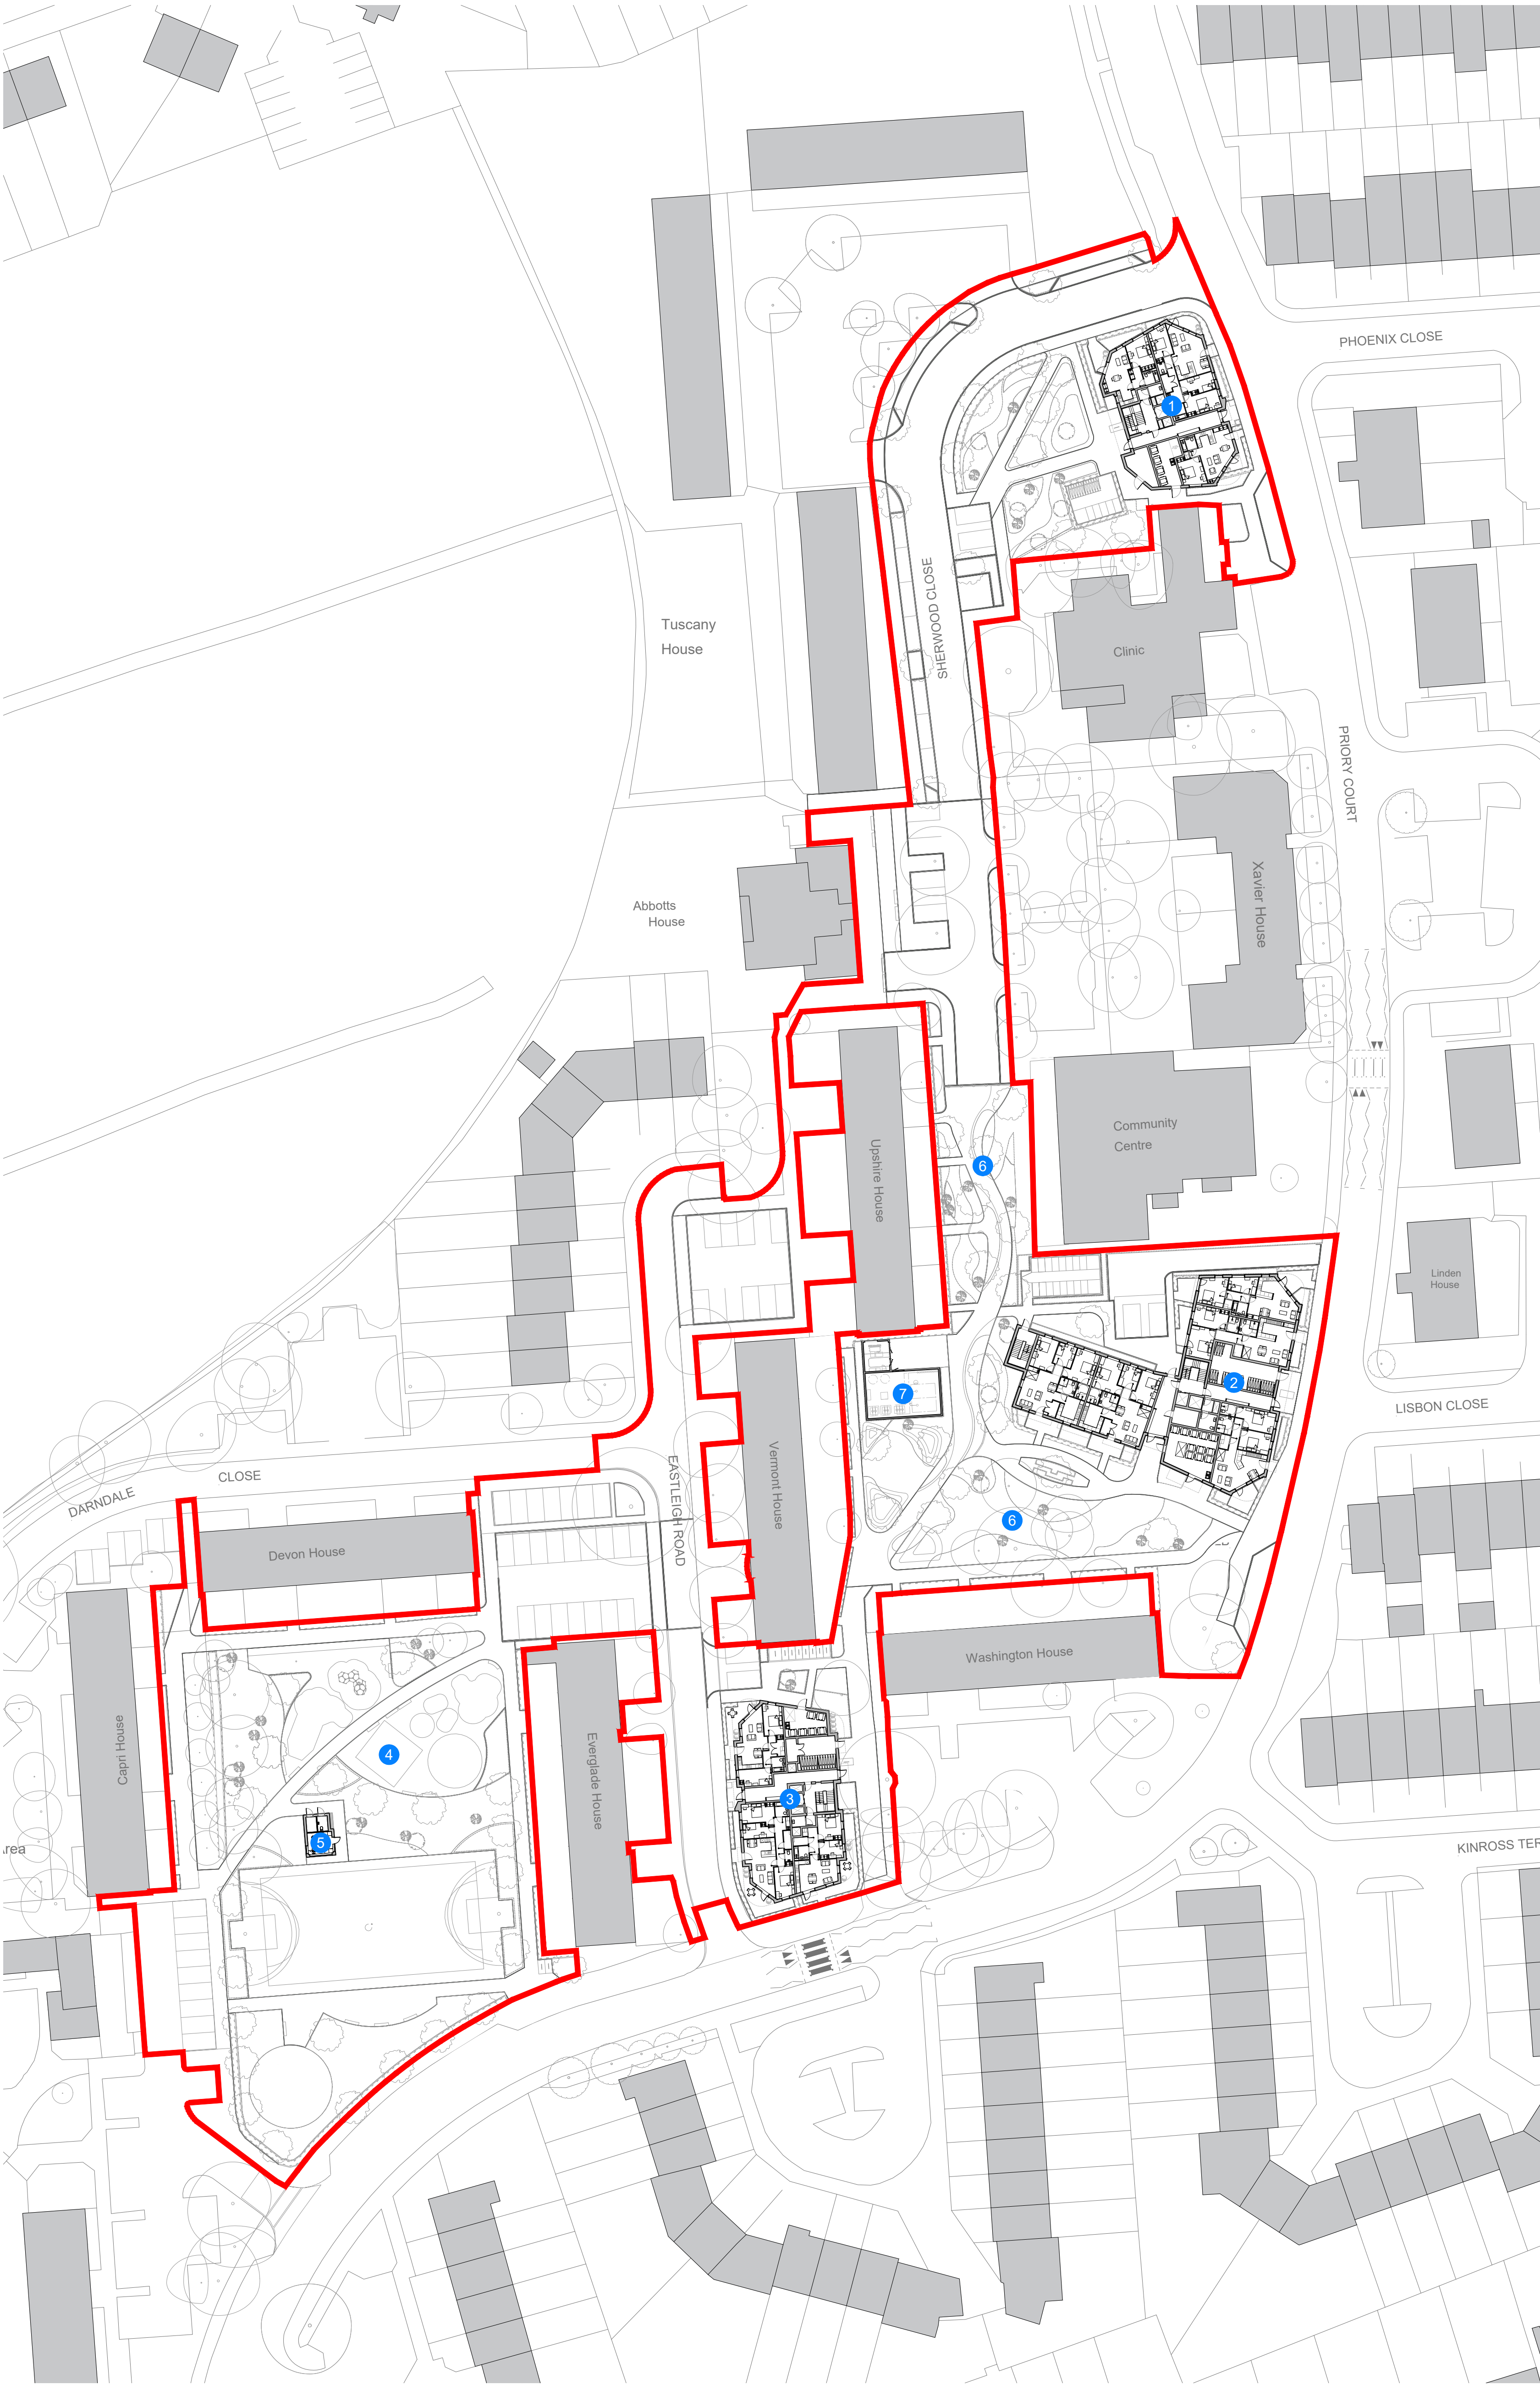 PHOENIX CLOSE
1
SHERWOOD CLOSE
Tuscany
House
Clinic
PRIORY COURT
Xavier House
Abbotts
House
Community
Centre
Upshire House
6
Linden
House
2
7
LISBON CLOSE
Vermont House
CLOSE
DARNDALE
EASTLEIGH ROAD
6
Devon House
Washington House
Capri House
4
Everglade House
3
5
rea
KINROSS TER